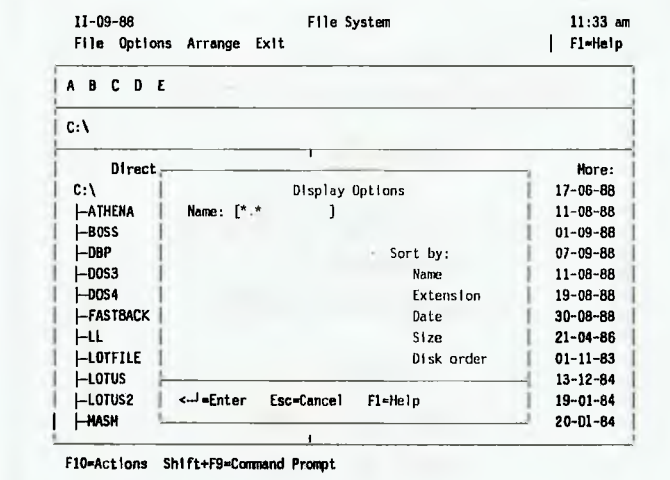 II-09-88 File System 11:33 am
File Options Arrange Exit F1=Help
A B C D E
C:\
Direct More:
C:\ Display Options 17-06-88
ATHENA Name: [*.* ] 11-08-88
BOSS 01-09-88
DBP Sort by: 07-09-88
DOS3 Name 11-08-88
DOS4 Extension 19-08-88
FASTBACK Date 30-08-88
LL Size 21-04-86
LOTFILE Disk order 01-11-83
LOTUS 13-12-84
LOTUS2 <-┘=Enter Esc=Cancel F1=Help 19-01-84
MASM 20-01-84
F10=Actions Shift+F9=Command Prompt